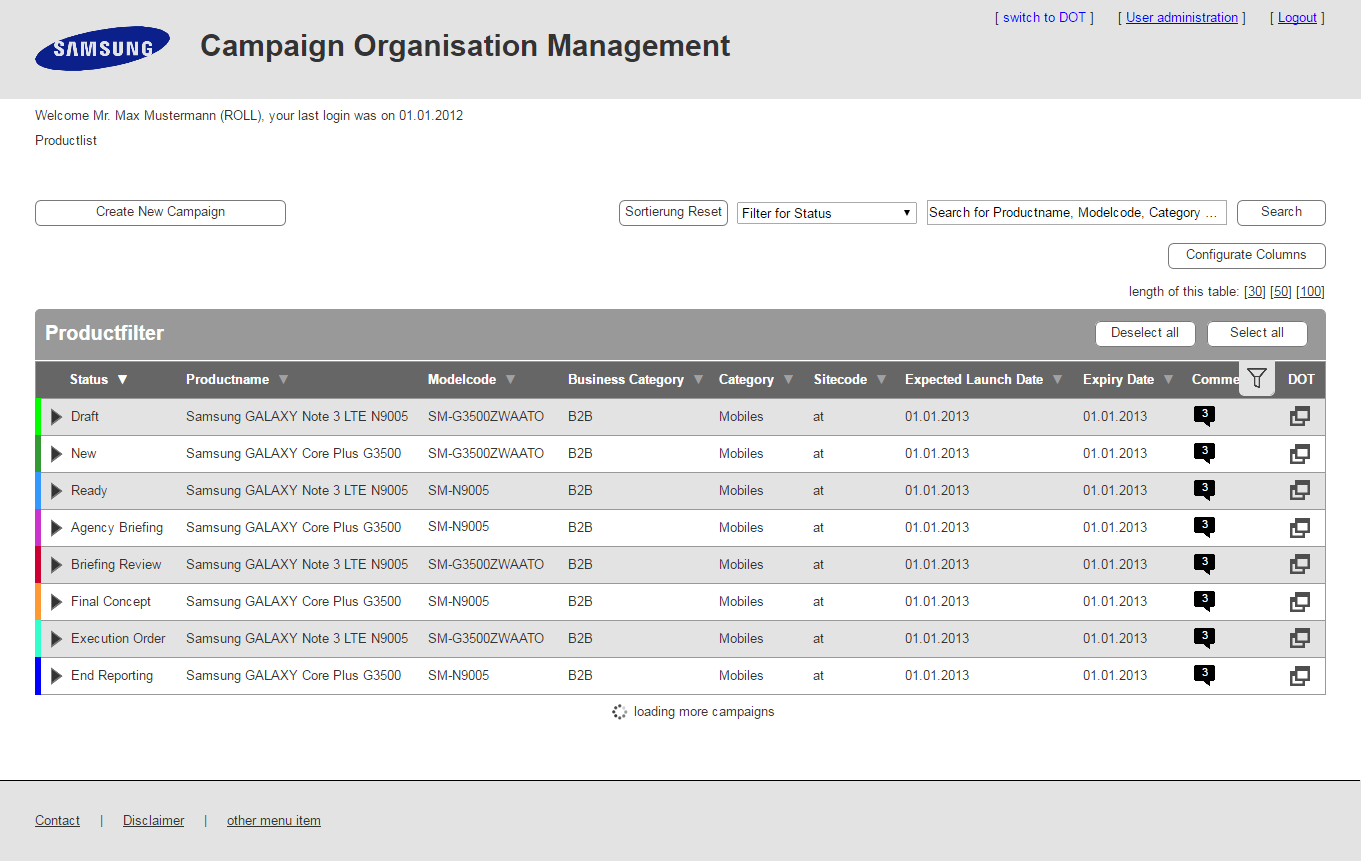 [ switch to DOT ] [ User administration ] [ Logout ]
SAMSUNG
Campaign Organisation Management
Welcome Mr. Max Mustermann (ROLL), your last login was on 01.01.2012
Productlist
Create New Campaign Sortierung Reset Filter for Status Search for Productname, Modelcode, Category ... Search
Configurate Columns
length of this table: [30] [50] [100]
Productfilter Deselect all Select all
Status Productname Modelcode Business Category Category Sitecode Expected Launch Date Expiry Date Comme DOT
Draft Samsung GALAXY Note 3 LTE N9005 SM-G3500ZWAATO B2B Mobiles at 01.01.2013 01.01.2013 3
New Samsung GALAXY Core Plus G3500 SM-G3500ZWAATO B2B Mobiles at 01.01.2013 01.01.2013 3
Ready Samsung GALAXY Note 3 LTE N9005 SM-N9005 B2B Mobiles at 01.01.2013 01.01.2013 3
Agency Briefing Samsung GALAXY Core Plus G3500 SM-N9005 B2B Mobiles at 01.01.2013 01.01.2013 3
Briefing Review Samsung GALAXY Note 3 LTE N9005 SM-G3500ZWAATO B2B Mobiles at 01.01.2013 01.01.2013 3
Final Concept Samsung GALAXY Core Plus G3500 SM-N9005 B2B Mobiles at 01.01.2013 01.01.2013 3
Execution Order Samsung GALAXY Note 3 LTE N9005 SM-G3500ZWAATO B2B Mobiles at 01.01.2013 01.01.2013 3
End Reporting Samsung GALAXY Core Plus G3500 SM-N9005 B2B Mobiles at 01.01.2013 01.01.2013 3
loading more campaigns
Contact | Disclaimer | other menu item